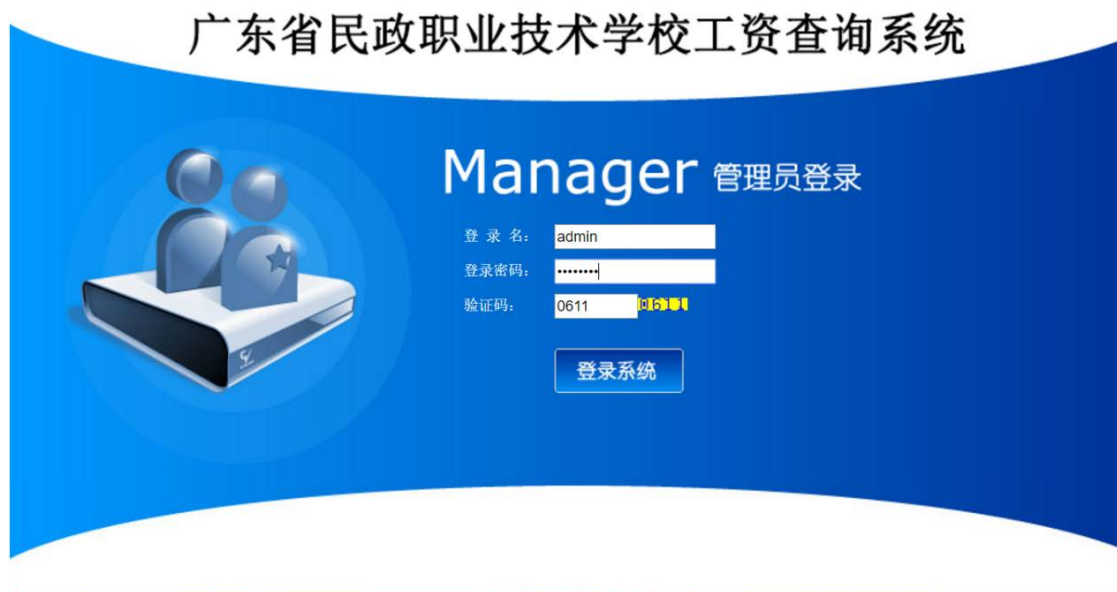 广东省民政职业技术学校工资查询系统
Manager 管理员登录
登 录 名： admin
登录密码： ••••••••
验证码： 0611 0611
登录系统